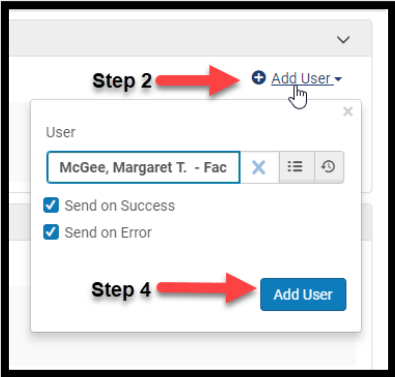 Step 2 Add User
User
McGee, Margaret T.  - Fac
Send on Success
Send on Error
Step 4 Add User